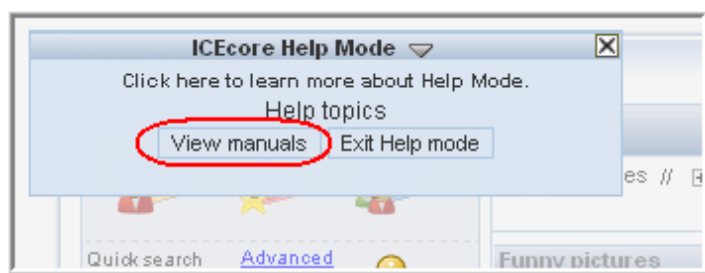 ICEcore Help Mode
Click here to learn more about Help Mode.
Help topics
View manuals Exit Help mode
es //
Quick search Advanced
Funny pictures